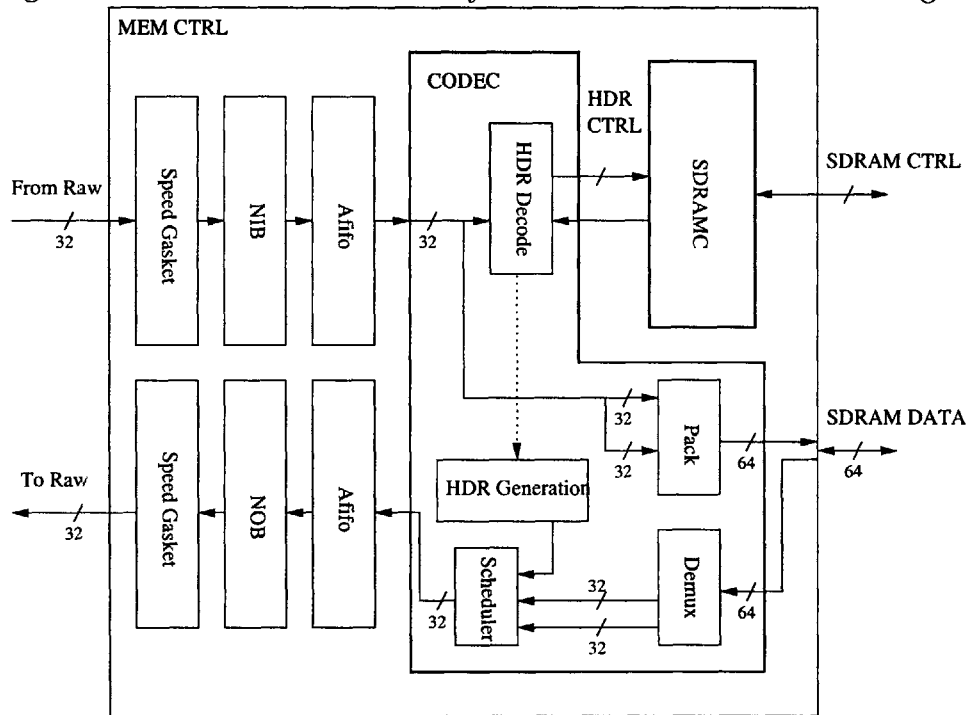 MEM CTRL
CODEC
HDR
CTRL
SDRAM CTRL
From Raw
32
Speed Gasket
NIB
Afifo
32
HDR Decode
SDRAMC
32
32
Pack
64
SDRAM DATA
64
To Raw
32
Speed Gasket
NOB
Afifo
HDR Generation
32
Scheduler
32
32
Demux
64